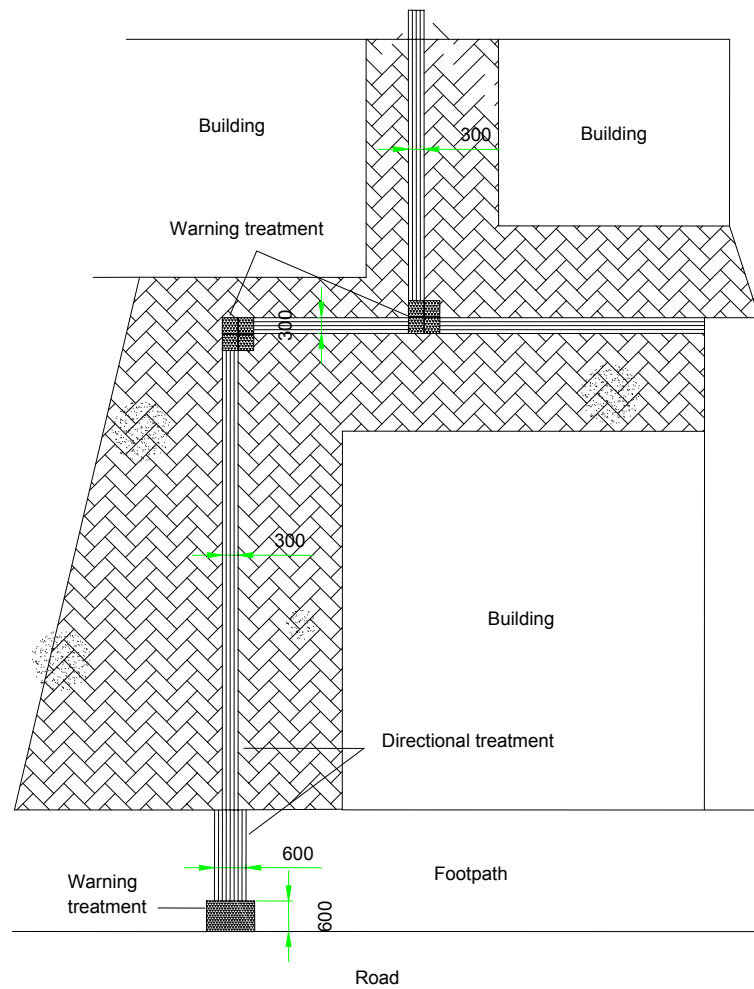 Building
300
Building
Warning treatment
300
300
Building
Directional treatment
600
Footpath
Warning
treatment
600
Road